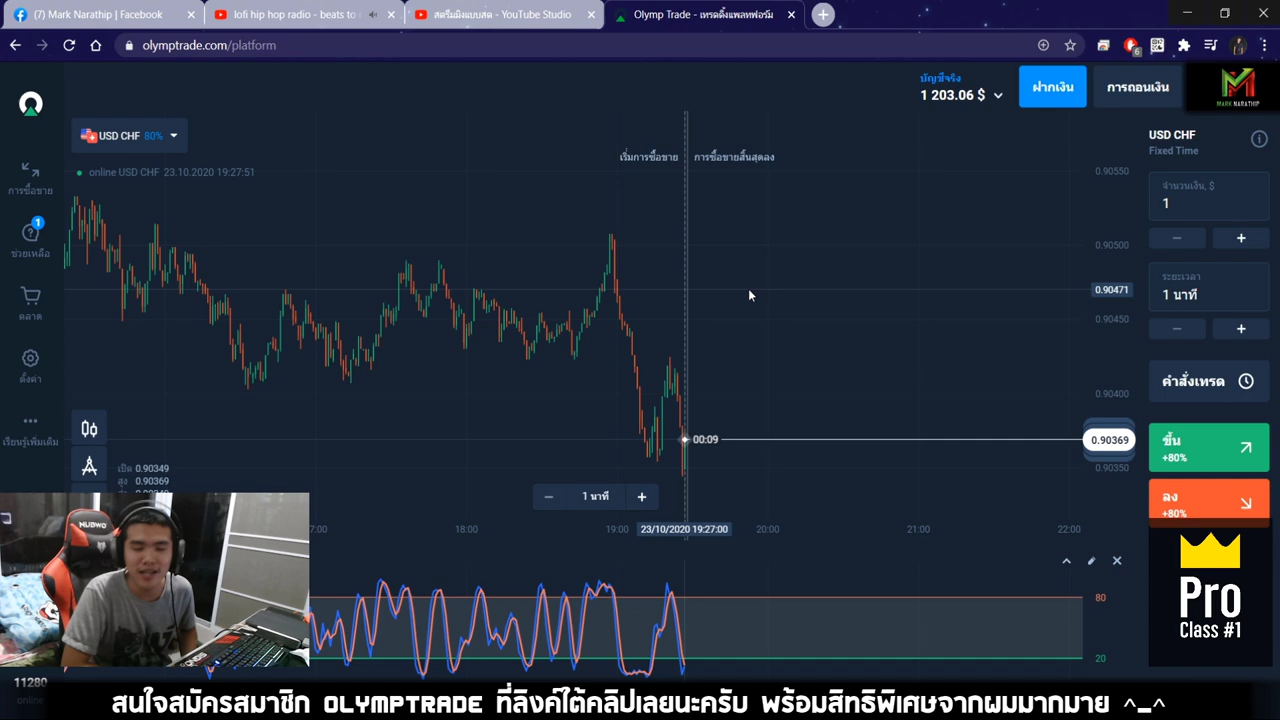 (7) Mark Narathip | Facebook
lofi hip hop radio - beats to
สตรีมมิงแบบสด - YouTube Studio
Olymp Trade - เทรดดิ้งแพลทฟอร์ม
olymptrade.com/platform
6
บัญชีจริง
1 203.06 $
ฝากเงิน
การถอนเงิน
MARK NARATHIP
USD CHF 80%
online USD CHF 23.10.2020 19:27:51
เริ่มการซื้อขาย
การซื้อขายสิ้นสุดลง
การซื้อขาย
1
ช่วยเหลือ
ตลาด
ตั้งค่า
เรียนรู้เพิ่มเติม
0.90550
0.90500
0.90471
0.90450
0.90400
0.90369
0.90350
00:09
เปิด 0.90349
สูง 0.90369
1 นาที
17:00
18:00
19:00
23/10/2020 19:27:00
20:00
21:00
22:00
80
20
USD CHF
Fixed Time
จำนวนเงิน, $
1
ระยะเวลา
1 นาที
คำสั่งเทรด
ขึ้น
+80%
ลง
+80%
Pro
Class #1
NUBWO
11280
online
สนใจสมัครสมาชิก OLYMPTRADE ที่ลิงค์ใต้คลิปเลยนะครับ พร้อมสิทธิพิเศษจากผมมากมาย ^_^